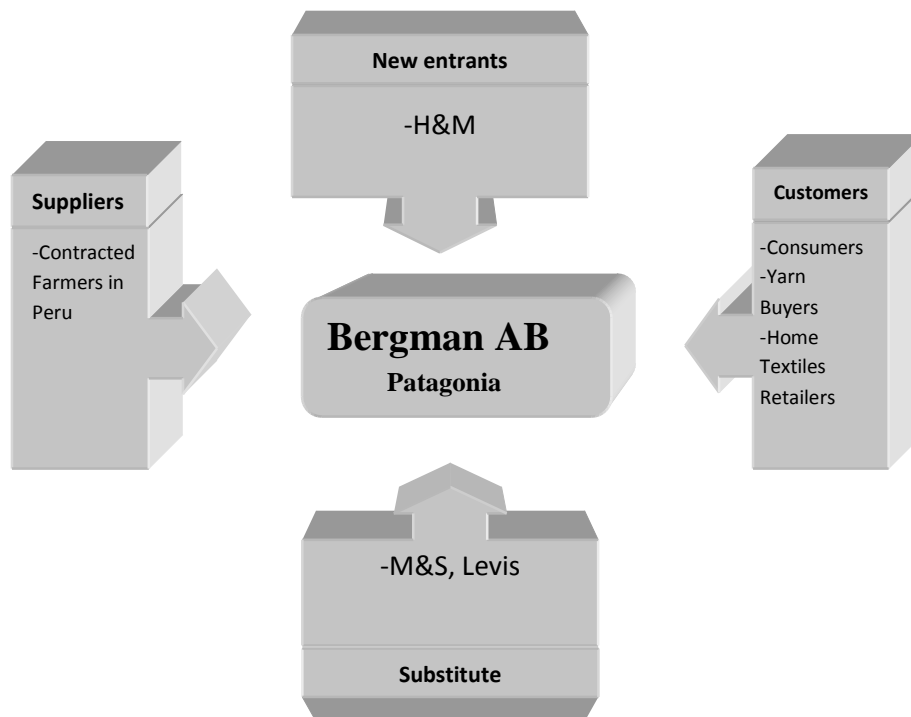 New entrants
-H&M
Suppliers
-Contracted
Farmers in
Peru
Bergman AB
Patagonia
Customers
-Consumers
-Yarn
Buyers
-Home
Textiles
Retailers
-M&S, Levis
Substitute